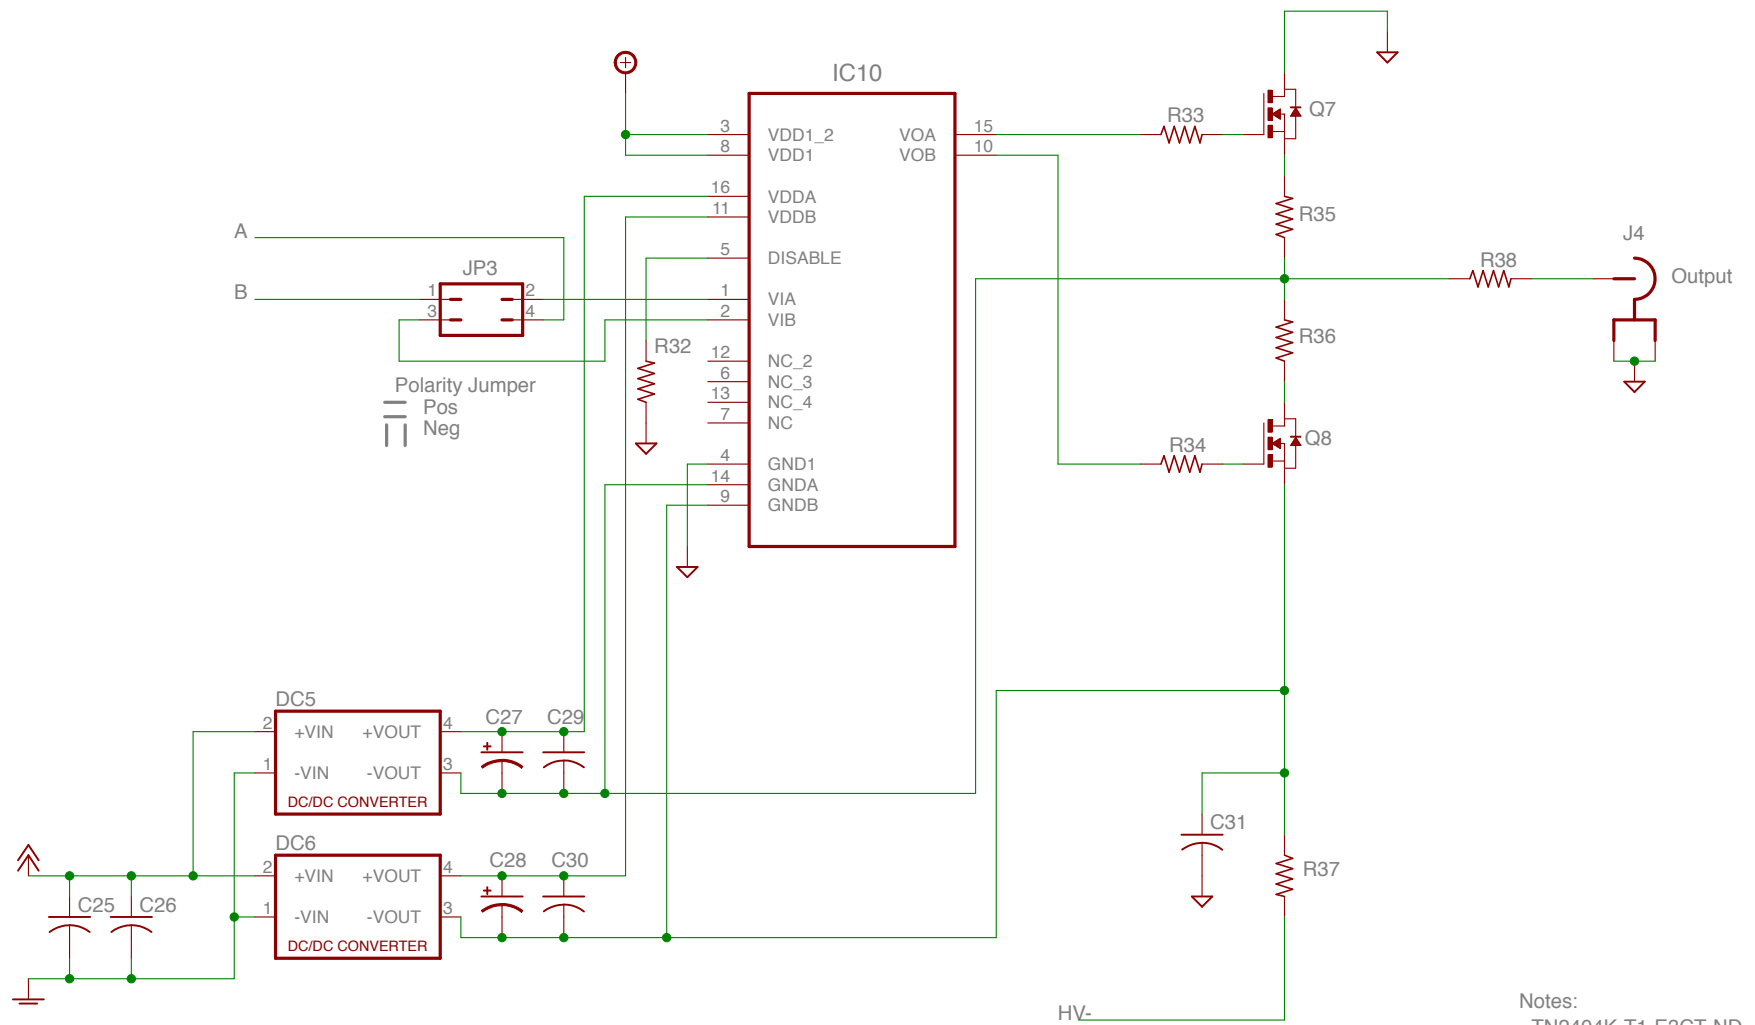 IC10
3 VDD1_2 VOA 15
8 VDD1 VOB 10
16 VDDA
11 VDDB
5 DISABLE
1 VIA
2 VIB
12 NC_2
6 NC_3
13 NC_4
7 NC
4 GND1
14 GNDA
9 GNDB
A
B
JP3
1 2
3 4
Polarity Jumper
Pos
Neg
R32
R33
Q7
R35
R38
J4
Output
R36
R34
Q8
DC5
2 +VIN +VOUT 4
1 -VIN -VOUT 3
DC/DC CONVERTER
C27
C29
DC6
2 +VIN +VOUT 4
1 -VIN -VOUT 3
DC/DC CONVERTER
C28
C30
C25
C26
C31
R37
HV-
Notes:
TN2404K-T1-E3CT-ND